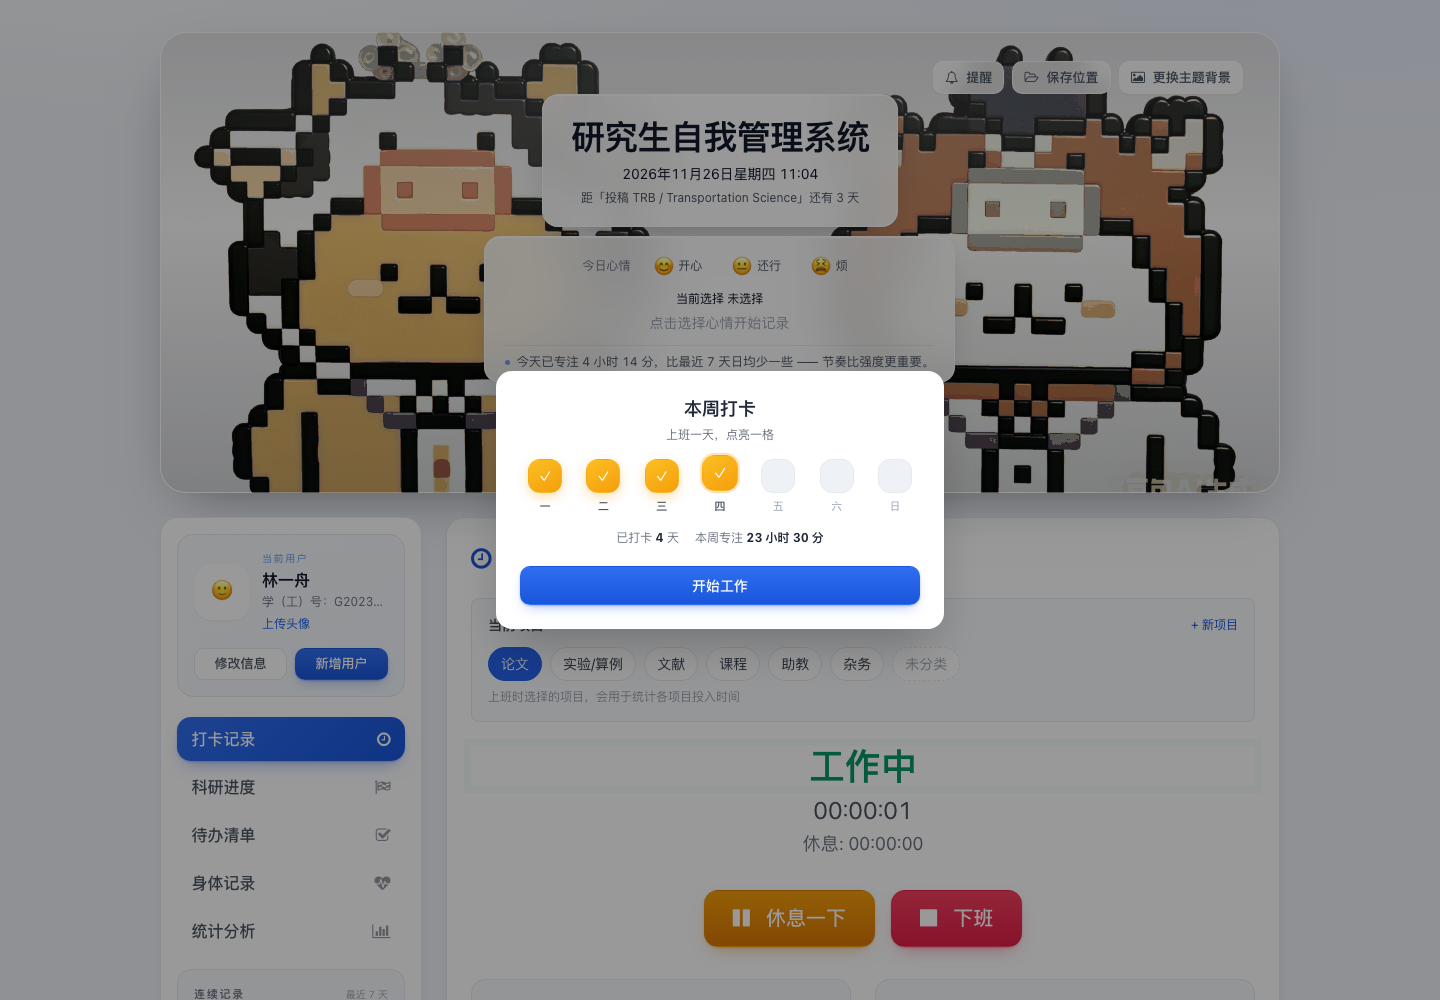 提醒
保存位置
更换主题背景
研究生自我管理系统
2026年11月26日星期四 11:04
距「投稿 TRB / Transportation Science」还有 3 天
今日心情 😊 开心 😐 还行 😫 烦
当前选择 未选择
点击选择心情开始记录
今天已专注 4 小时 14 分，比最近 7 天日均少一些 —— 节奏比强度更重要。
本周打卡
上班一天，点亮一格
一 二 三 四 五 六 日
已打卡 4 天 本周专注 23 小时 30 分
开始工作
当前用户
林一舟
学（工）号：G2023...
上传头像
修改信息
新增用户
打卡记录
科研进度
待办清单
身体记录
统计分析
连续记录 最近 7 天
当前项目
+ 新项目
论文 实验/算例 文献 课程 助教 杂务 未分类
上班时选择的项目，会用于统计各项目投入时间
工作中
00:00:01
休息: 00:00:00
休息一下
下班